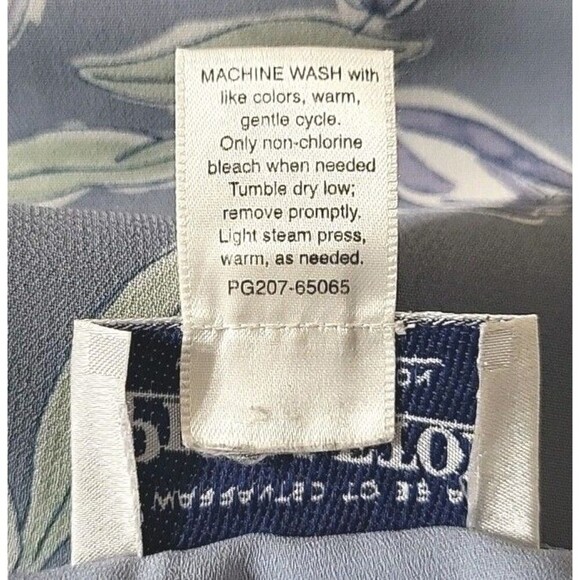 MACHINE WASH with
like colors, warm,
gentle cycle.
Only non-chlorine
bleach when needed
Tumble dry low;
remove promptly.
Light steam press,
warm, as needed.
PG207-65065